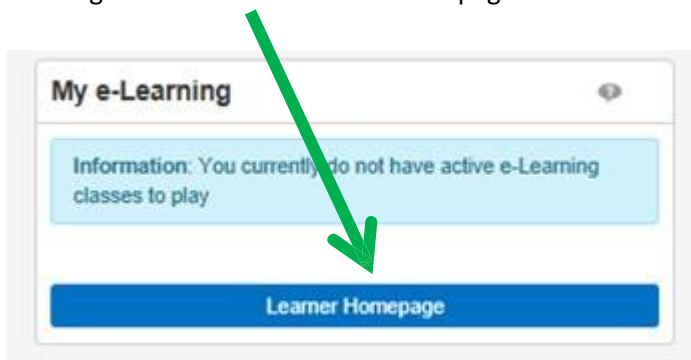 My e-Learning
Information: You currently do not have active e-Learning
classes to play
Learner Homepage